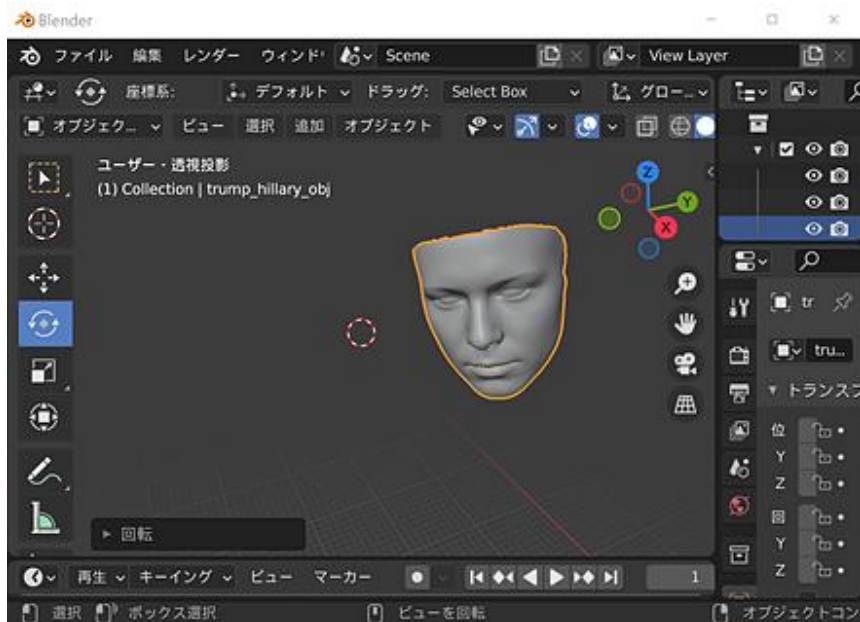 Blender
ファイル 編集 レンダー ウィンド Scene View Layer
座標系: デフォルト ドラッグ: Select Box グロー...
オブジェク... ビュー 選択 追加 オブジェクト
ユーザー・透視投影
(1) Collection | trump_hillary_obj
Z
Y
X
tr
tru...
トランスフ
位
Y
Z
回
Y
Z
回転
再生 キーイング ビュー マーカー 1
選択 ボックス選択 ビューを回転 オブジェクトコン